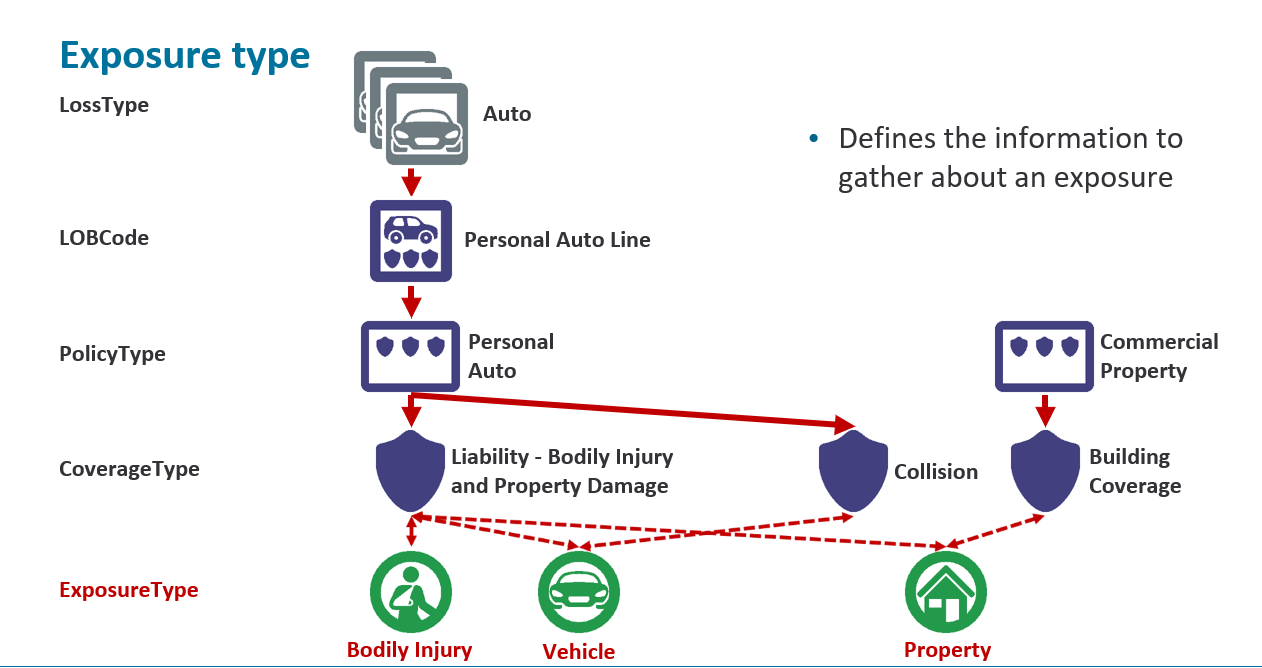 Exposure type
LossType
Auto
Defines the information to
gather about an exposure
LOBCode
Personal Auto Line
PolicyType
Personal
Auto
Commercial
Property
CoverageType
Liability - Bodily Injury
and Property Damage
Collision
Building
Coverage
ExposureType
Bodily Injury
Vehicle
Property